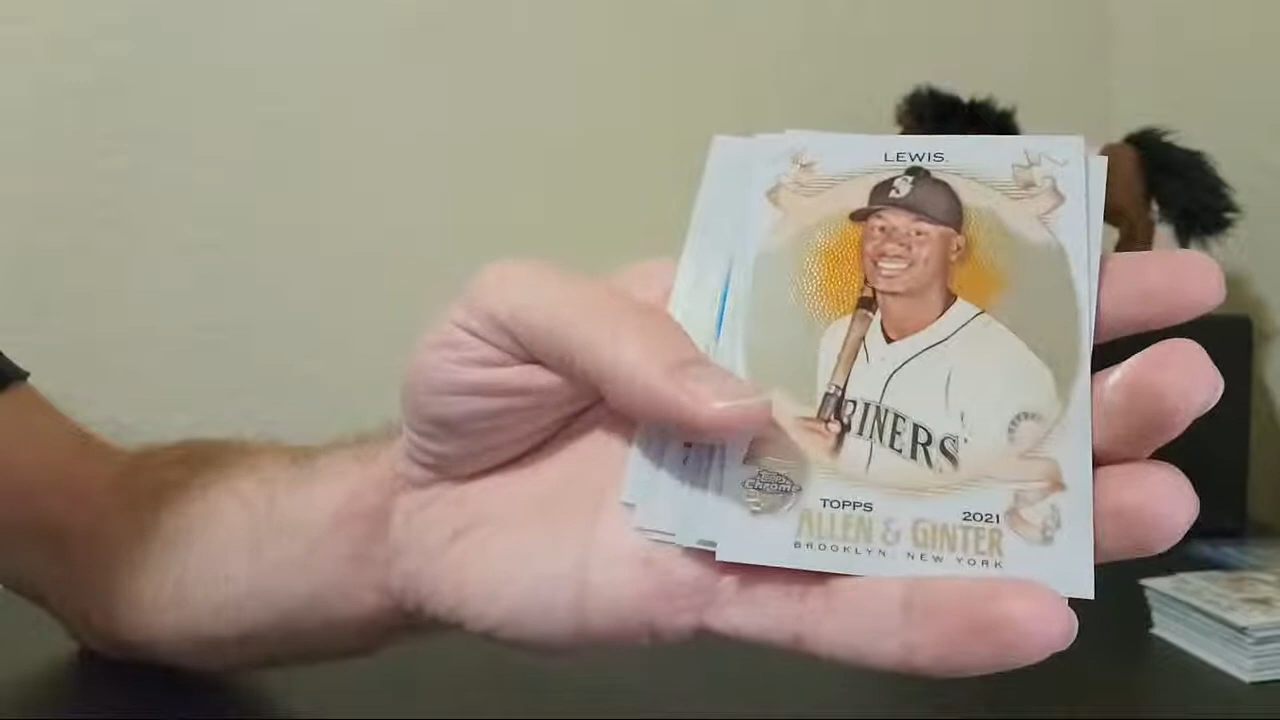 LEWIS.
S
RINERS
Topps
Chrome
TOPPS
2021
ALLEN & GINTER
BROOKLYN, NEW YORK